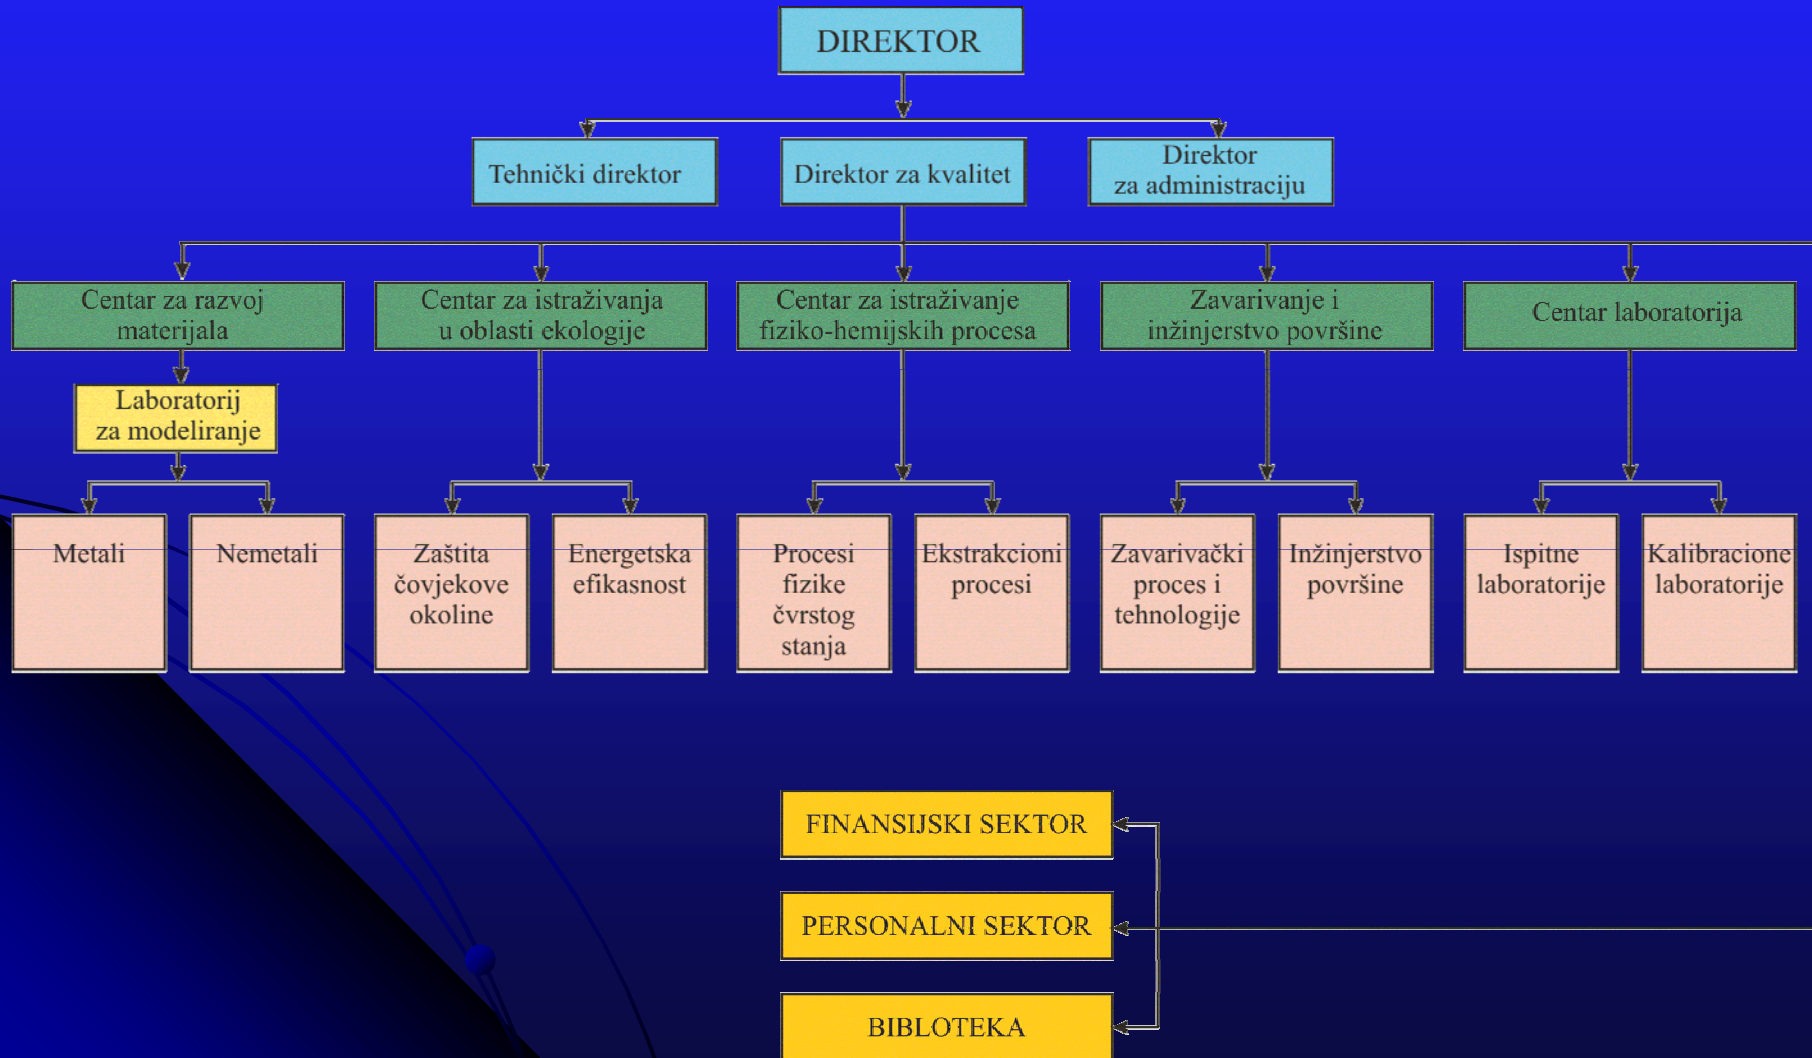 DIREKTOR
Tehnički direktor
Direktor za kvalitet
Direktor
za administraciju
Centar za razvoj
materijala
Centar za istraživanja
u oblasti ekologije
Centar za istraživanje
fiziko-hemijskih procesa
Zavarivanje i
inžinjerstvo površine
Centar laboratorija
Laboratorij
za modeliranje
Metali
Nemetali
Zaštita
čovjekove
okoline
Energetska
efikasnost
Procesi
fizike
čvrstog
stanja
Ekstrakcioni
procesi
Zavarivački
proces i
tehnologije
Inžinjerstvo
površine
Ispitne
laboratorije
Kalibracione
laboratorije
FINANSIJSKI SEKTOR
PERSONALNI SEKTOR
BIBLOTEKA